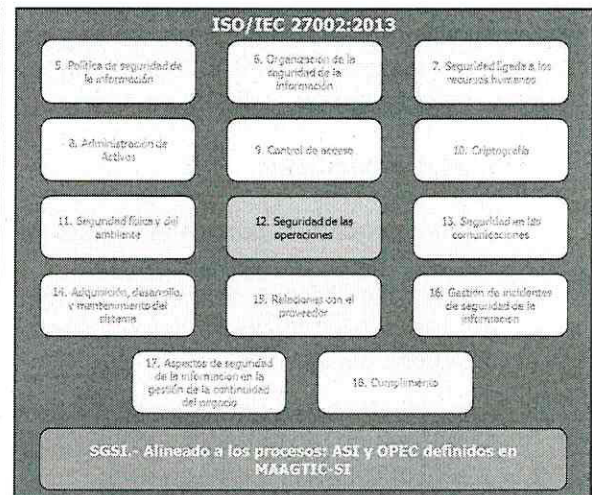 ISO/IEC 27002:2013
5. Política de seguridad de
la información
6. Organización de la
seguridad de la
información
7. Seguridad ligada a los
recursos humanos
8. Administración de
Activos
9. Control de acceso
10. Criptografía
11. Seguridad física y del
ambiente
12. Seguridad de las
operaciones
13. Seguridad en las
comunicaciones
14. Adquisición, desarrollo,
y mantenimiento del
sistema
15. Relaciones con el
proveedor
16. Gestión de incidentes
de seguridad de la
información
17. Aspectos de seguridad
de la información en la
gestión de la continuidad
del negocio
18. Cumplimiento
SGSI.- Alineado a los procesos: ASI y OPEC definidos en
MAAGTIC-SI